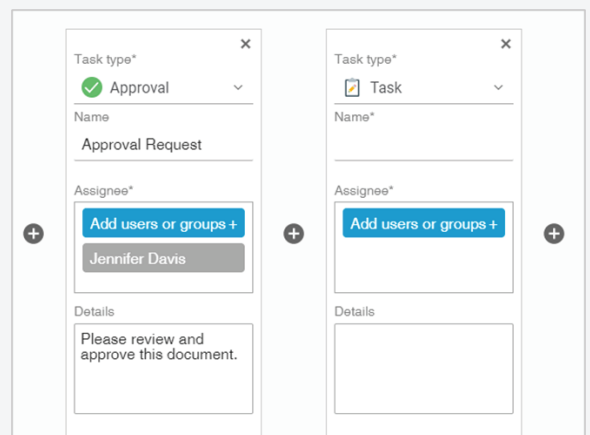 Task type*
Approval
Name
Approval Request
Assignee*
Add users or groups +
Jennifer Davis
Details
Please review and
approve this document.
Task type*
Task
Name*
Assignee*
Add users or groups +
Details